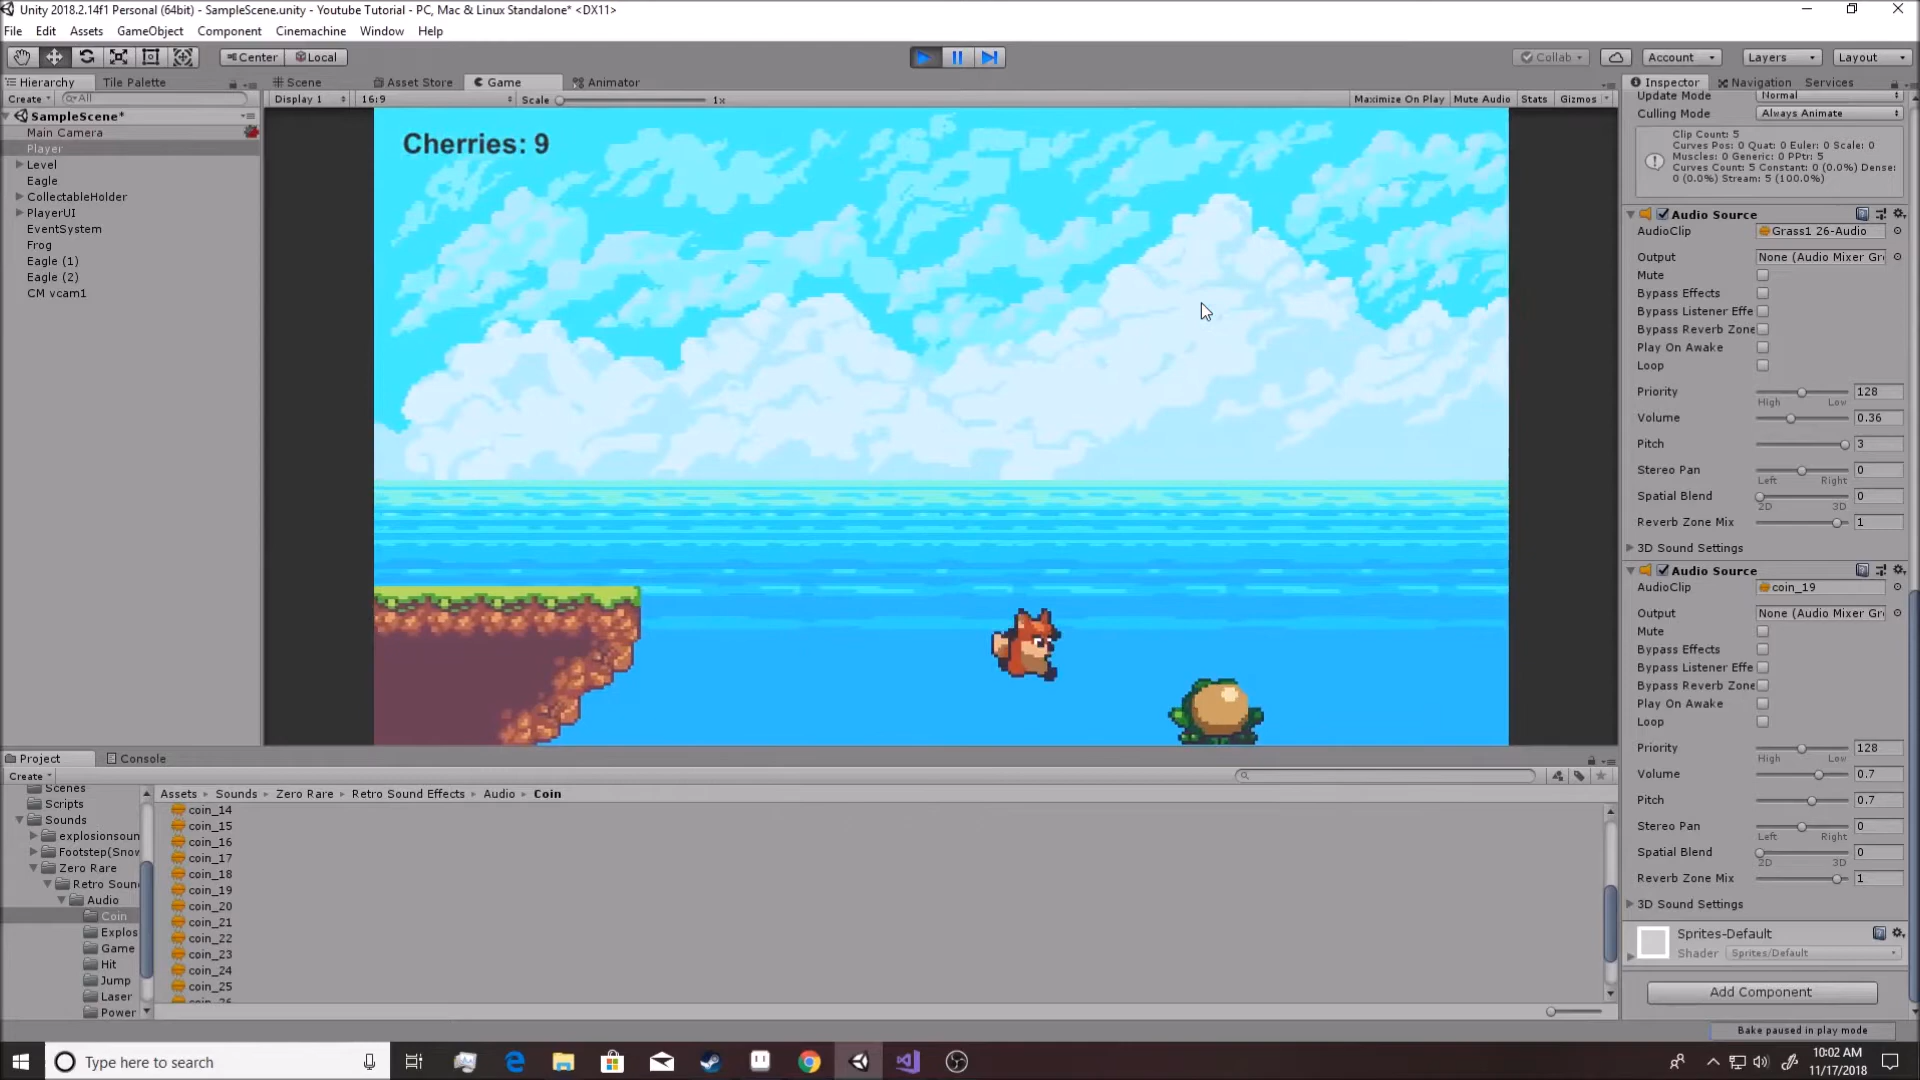 Unity 2018.2.14f1 Personal (64bit) - SampleScene.unity - Youtube Tutorial - PC, Mac & Linux Standalone* <DX11>
File Edit Assets GameObject Component Cinemachine Window Help
Center Local
Collab Account Layers Layout
Hierarchy Tile Palette
Scene Asset Store Game Animator
Inspector Navigation Services
Create All
Display 1 16:9 Scale 1x
Maximize On Play Mute Audio Stats Gizmos
SampleScene*
Main Camera
Player
Level
Eagle
CollectableHolder
PlayerUI
EventSystem
Frog
Eagle (1)
Eagle (2)
CM vcam1
Cherries: 9
Update Mode Normal
Culling Mode Always Animate
Clip Count: 5
Curves Pos: 0 Quat: 0 Euler: 0 Scale: 0
Muscles: 0 Generic: 0 PPtr: 5
Curves Count: 5 Constant: 0 (0.0%) Dense:
0 (0.0%) Stream: 5 (100.0%)
Audio Source
AudioClip Grass1 26-Audio
Output None (Audio Mixer Gr
Mute
Bypass Effects
Bypass Listener Effe
Bypass Reverb Zone
Play On Awake
Loop
Priority 128
High Low
Volume 0.36
Pitch 3
Stereo Pan 0
Left Right
Spatial Blend 0
2D 3D
Reverb Zone Mix 1
3D Sound Settings
Audio Source
AudioClip coin_19
Output None (Audio Mixer Gr
Mute
Bypass Effects
Bypass Listener Effe
Bypass Reverb Zone
Play On Awake
Loop
Priority 128
High Low
Volume 0.7
Pitch 0.7
Stereo Pan 0
Left Right
Spatial Blend 0
2D 3D
Reverb Zone Mix 1
3D Sound Settings
Sprites-Default
Shader Sprites/Default
Add Component
Bake paused in play mode
Project Console
Create
Scenes
Scripts
Sounds
explosionsoun
Footstep(Snow
Zero Rare
Retro Soun
Audio
Coin
Explos
Game
Hit
Jump
Laser
Power
Assets Sounds Zero Rare Retro Sound Effects Audio Coin
coin_14
coin_15
coin_16
coin_17
coin_18
coin_19
coin_20
coin_21
coin_22
coin_23
coin_24
coin_25
coin_26
Type here to search
10:02 AM
11/17/2018